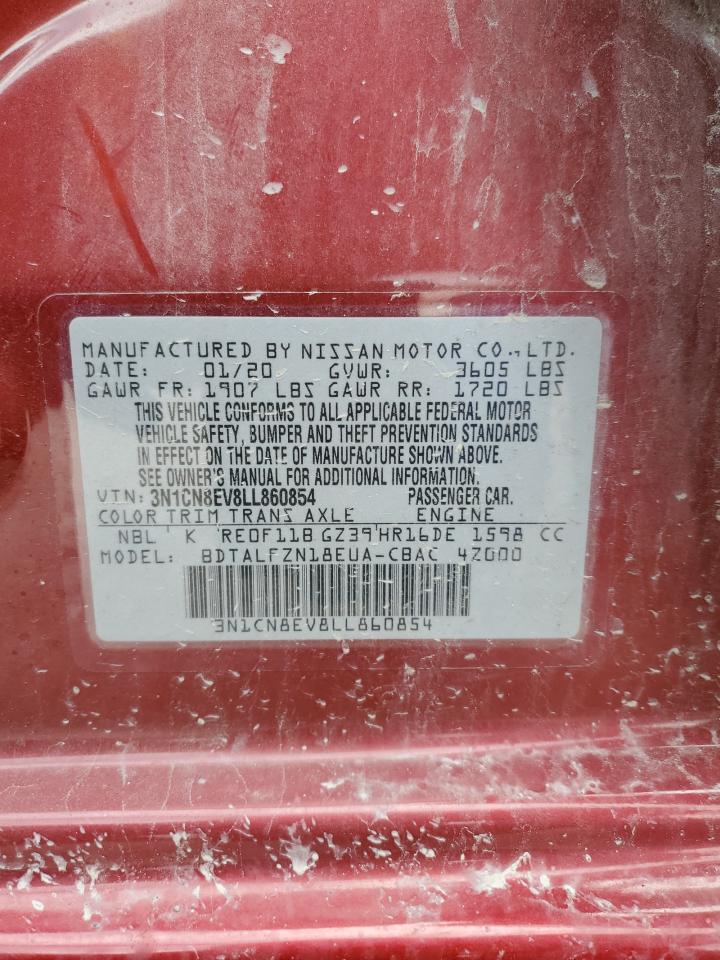 MANUFACTURED BY NISSAN MOTOR CO., LTD.
DATE: 01/20 GVWR: 3605 LBS
GAWR FR: 1907 LBS GAWR RR: 1720 LBS
THIS VEHICLE CONFORMS TO ALL APPLICABLE FEDERAL MOTOR
VEHICLE SAFETY, BUMPER AND THEFT PREVENTION STANDARDS
IN EFFECT ON THE DATE OF MANUFACTURE SHOWN ABOVE.
SEE OWNER'S MANUAL FOR ADDITIONAL INFORMATION.
VIN: 3N1CN8EV8LL860854 PASSENGER CAR.
COLOR TRIM TRANS AXLE ENGINE
NBL K RE0F11B GZ39 HR16DE 1598 CC
MODEL: BDTALFZN18EUA-CBAC 4Z000
3N1CN8EV8LL860854